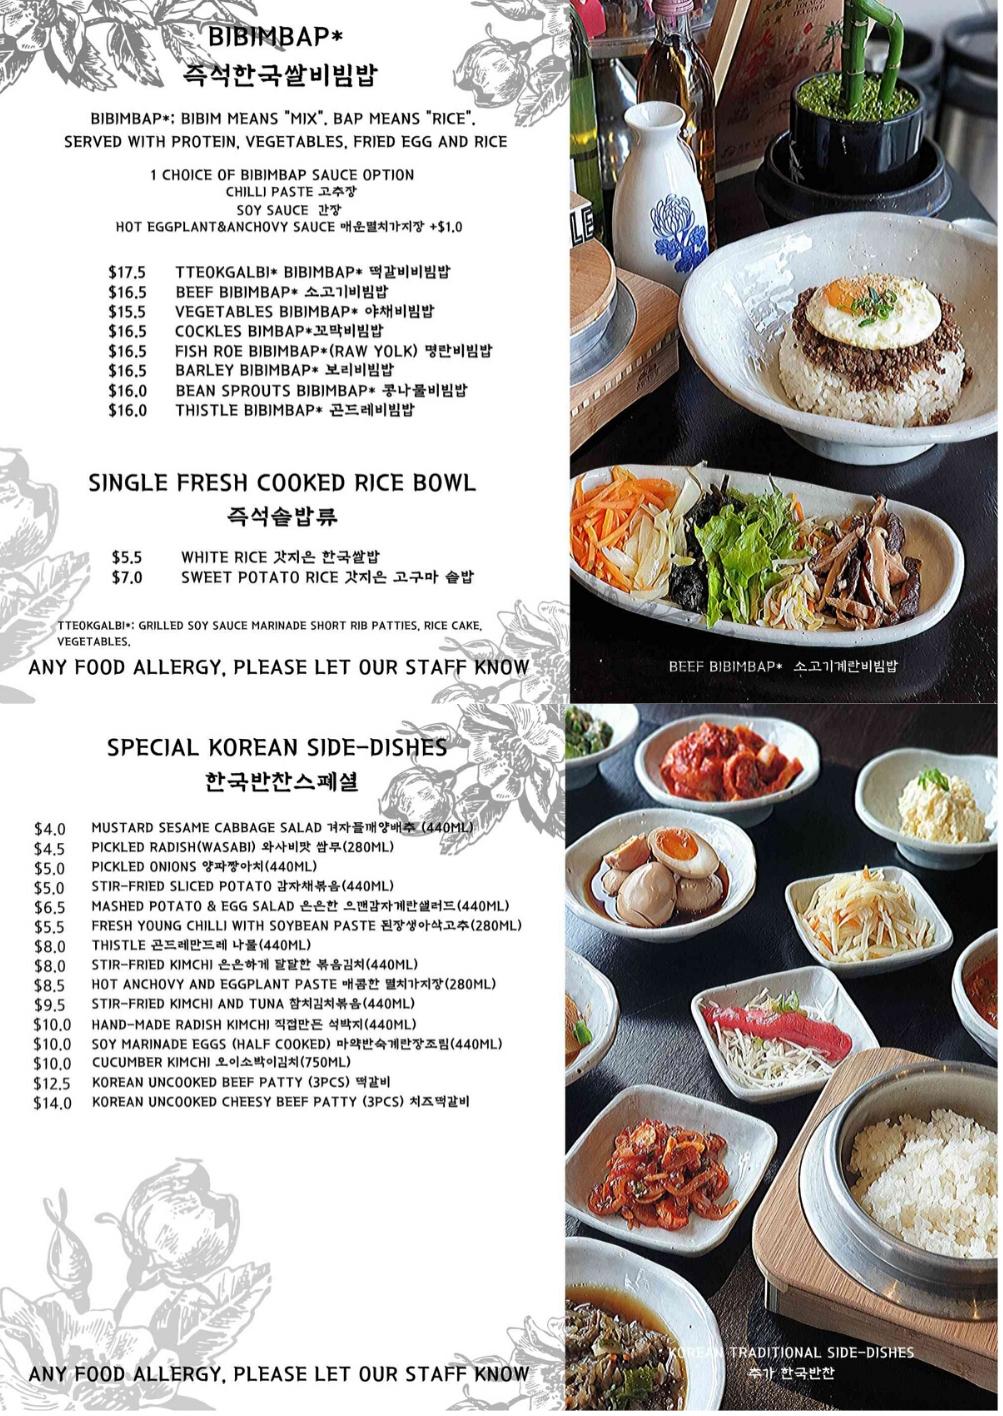 BIBIMBAP*
즉석한국쌀비빔밥
BIBIMBAP*: BIBIM MEANS "MIX". BAP MEANS "RICE".
SERVED WITH PROTEIN, VEGETABLES, FRIED EGG AND RICE
1 CHOICE OF BIBIMBAP SAUCE OPTION
CHILLI PASTE 고추장
SOY SAUCE 간장
HOT EGGPLANT&ANCHOVY SAUCE 매운멸치가지장 +$1.0
$17.5 TTEOKGALBI* BIBIMBAP* 떡갈비비빔밥
$16.5 BEEF BIBIMBAP* 소고기비빔밥
$15.5 VEGETABLES BIBIMBAP* 야채비빔밥
$16.5 COCKLES BIMBAP*꼬막비빔밥
$16.5 FISH ROE BIBIMBAP*(RAW YOLK) 명란비빔밥
$16.5 BARLEY BIBIMBAP* 보리비빔밥
$16.0 BEAN SPROUTS BIBIMBAP* 콩나물비빔밥
$16.0 THISTLE BIBIMBAP* 곤드레비빔밥
SINGLE FRESH COOKED RICE BOWL
즉석솥밥류
$5.5 WHITE RICE 갓지은 한국쌀밥
$7.0 SWEET POTATO RICE 갓지은 고구마 솥밥
TTEOKGALBI*: GRILLED SOY SAUCE MARINADE SHORT RIB PATTIES, RICE CAKE,
VEGETABLES.
ANY FOOD ALLERGY, PLEASE LET OUR STAFF KNOW
LE
BEEF BIBIMBAP* 소고기계란비빔밥
SPECIAL KOREAN SIDE-DISHES
한국반찬스페셜
$4.0 MUSTARD SESAME CABBAGE SALAD 겨자들깨양배추 (440ML)
$4.5 PICKLED RADISH(WASABI) 와사비맛 쌈무(280ML)
$5.0 PICKLED ONIONS 양파짱아치(440ML)
$5.0 STIR-FRIED SLICED POTATO 감자채볶음(440ML)
$6.5 MASHED POTATO & EGG SALAD 은은한 으깬감자계란샐러드(440ML)
$5.5 FRESH YOUNG CHILLI WITH SOYBEAN PASTE 된장생아삭고추(280ML)
$8.0 THISTLE 곤드레만드레 나물(440ML)
$8.0 STIR-FRIED KIMCHI 은은하게 달달한 볶음김치(440ML)
$8.5 HOT ANCHOVY AND EGGPLANT PASTE 매콤한 멸치가지장(280ML)
$9.5 STIR-FRIED KIMCHI AND TUNA 참치김치볶음(440ML)
$10.0 HAND-MADE RADISH KIMCHI 직접만든 석박지(440ML)
$10.0 SOY MARINADE EGGS (HALF COOKED) 마약반숙계란장조림(440ML)
$10.0 CUCUMBER KIMCHI 오이소박이김치(750ML)
$12.5 KOREAN UNCOOKED BEEF PATTY (3PCS) 떡갈비
$14.0 KOREAN UNCOOKED CHEESY BEEF PATTY (3PCS) 치즈떡갈비
ANY FOOD ALLERGY, PLEASE LET OUR STAFF KNOW
KOREAN TRADITIONAL SIDE-DISHES
추가 한국반찬